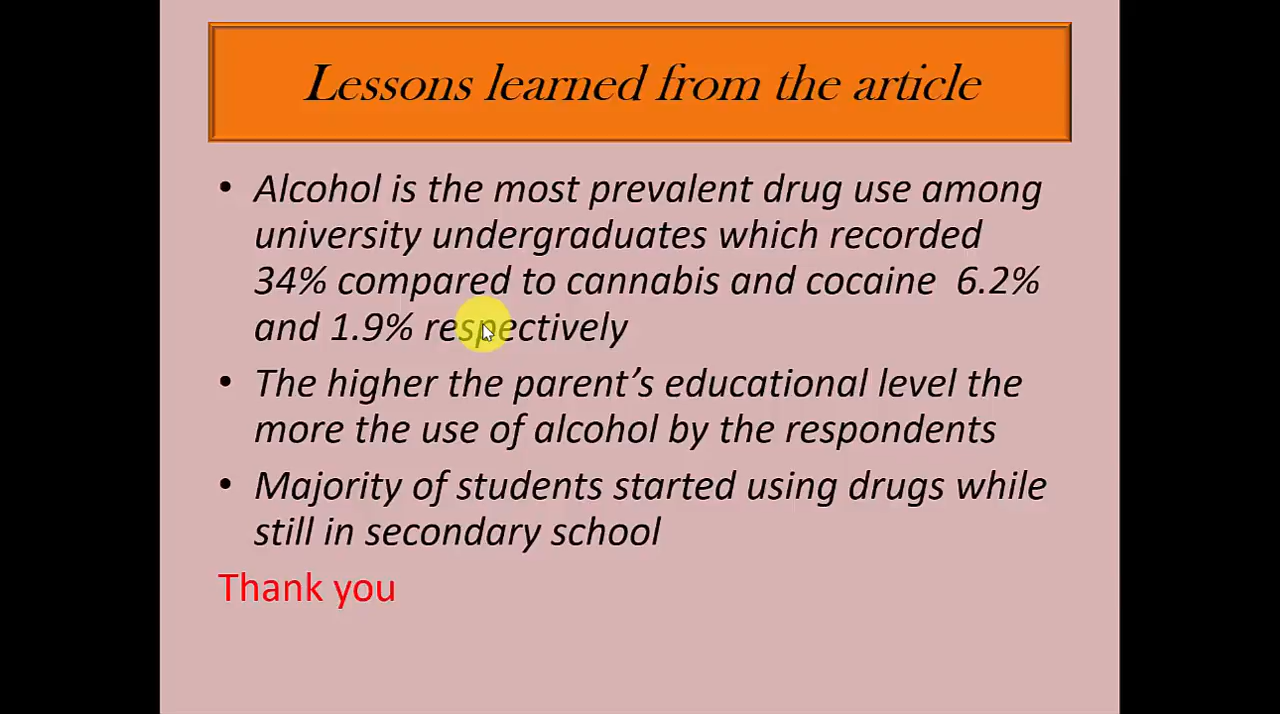 Lessons learned from the article
• Alcohol is the most prevalent drug use among
university undergraduates which recorded
34% compared to cannabis and cocaine 6.2%
and 1.9% respectively
• The higher the parent’s educational level the
more the use of alcohol by the respondents
• Majority of students started using drugs while
still in secondary school
Thank you